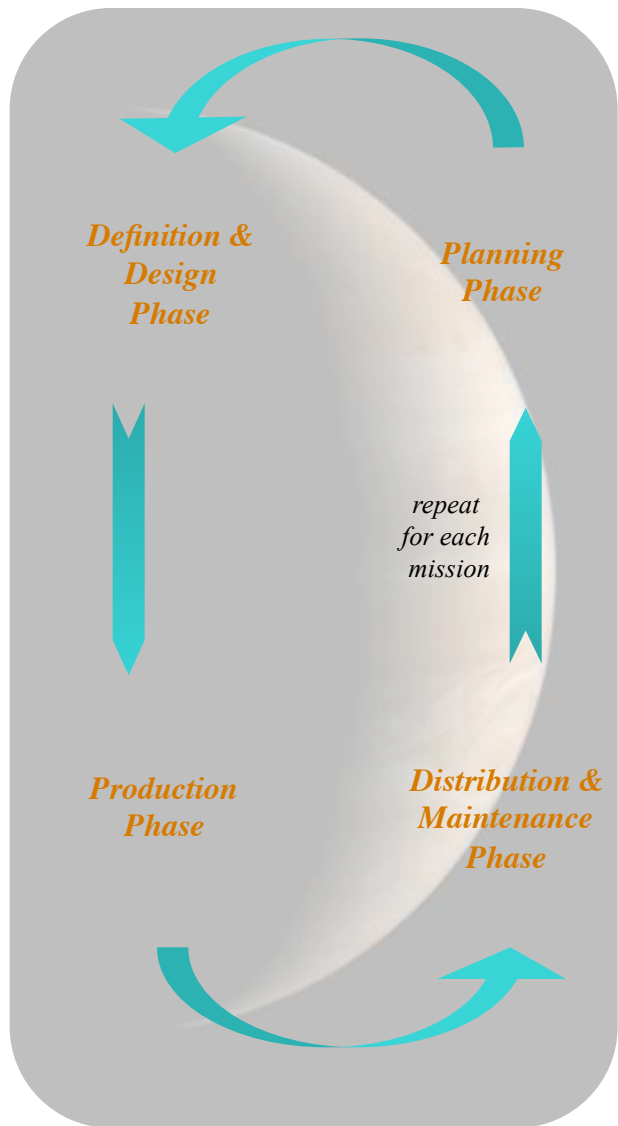 Definition &
Design
Phase
Planning
Phase
repeat
for each
mission
Production
Phase
Distribution &
Maintenance
Phase